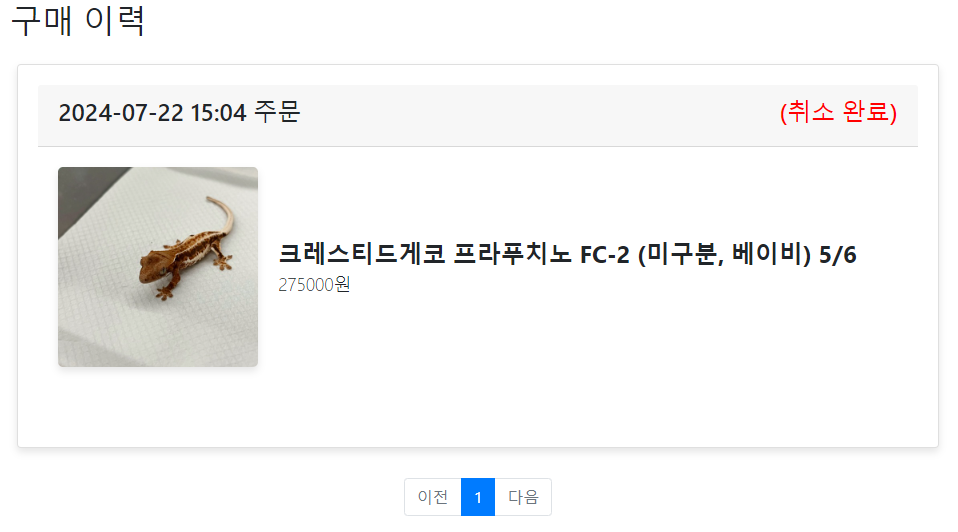 구매 이력
2024-07-22 15:04 주문
(취소 완료)
크레스티드게코 프라푸치노 FC-2 (미구분, 베이비) 5/6
275000원
이전 1 다음